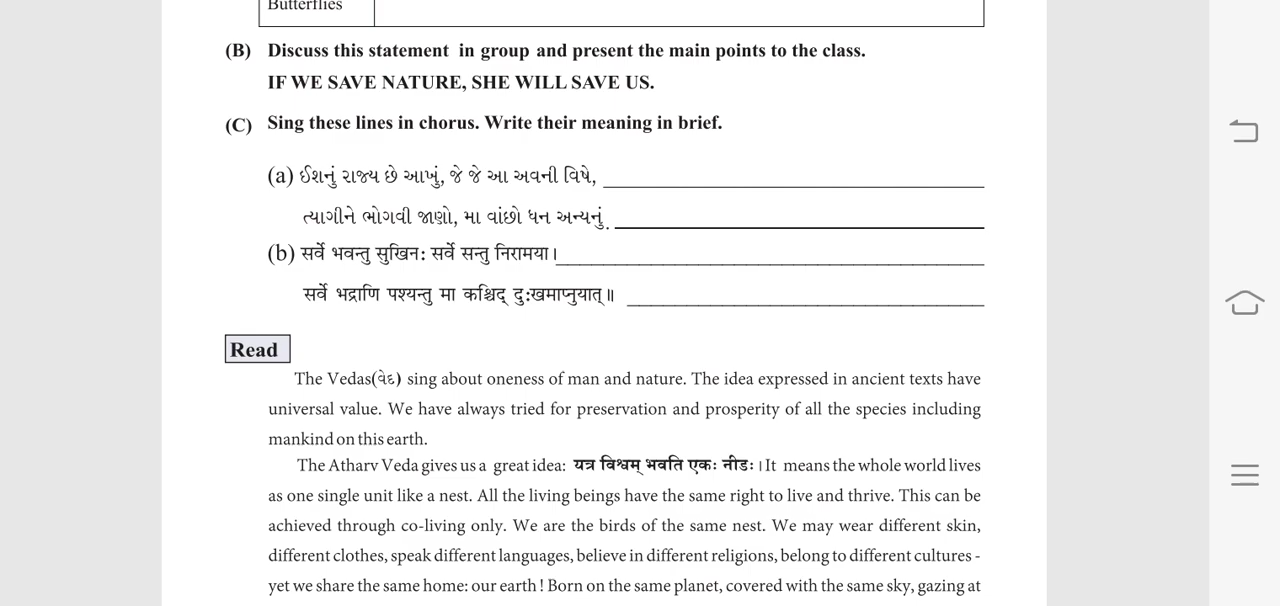 Butterflies
(B) Discuss this statement in group and present the main points to the class.
IF WE SAVE NATURE, SHE WILL SAVE US.
(C) Sing these lines in chorus. Write their meaning in brief.
(a) ઈશનું રાજ્ય છે આખું, જે જે આ અવની વિષે,
ત્યાગીને ભોગવી જાણો, મા વાંછો ધન અન્યનું.
(b) सर्वे भवन्तु सुखिनः सर्वे सन्तु निरामया।
सर्वे भद्राणि पश्यन्तु मा कश्चिद् दुःखमाप्नुयात्॥
Read
The Vedas(વેદ) sing about oneness of man and nature. The idea expressed in ancient texts have
universal value. We have always tried for preservation and prosperity of all the species including
mankind on this earth.
The Atharv Veda gives us a great idea: यत्र विश्वम् भवति एकः नीडः । It means the whole world lives
as one single unit like a nest. All the living beings have the same right to live and thrive. This can be
achieved through co-living only. We are the birds of the same nest. We may wear different skin,
different clothes, speak different languages, believe in different religions, belong to different cultures -
yet we share the same home: our earth ! Born on the same planet, covered with the same sky, gazing at